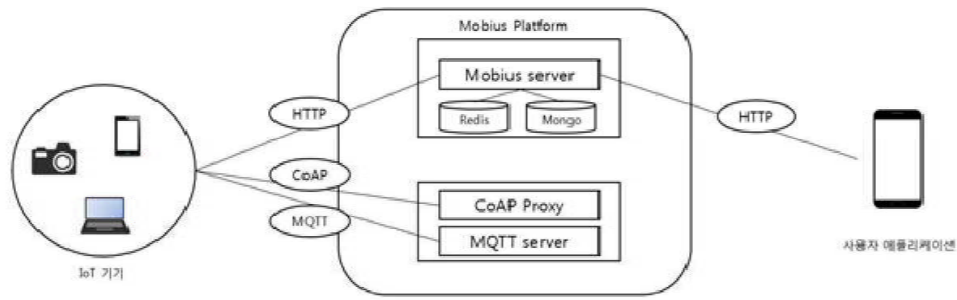 Mobius Platform
Mobius server
Redis
Mongo
HTTP
HTTP
CoAP
MQTT
CoAP Proxy
MQTT server
IoT 기기
사용자 애플리케이션